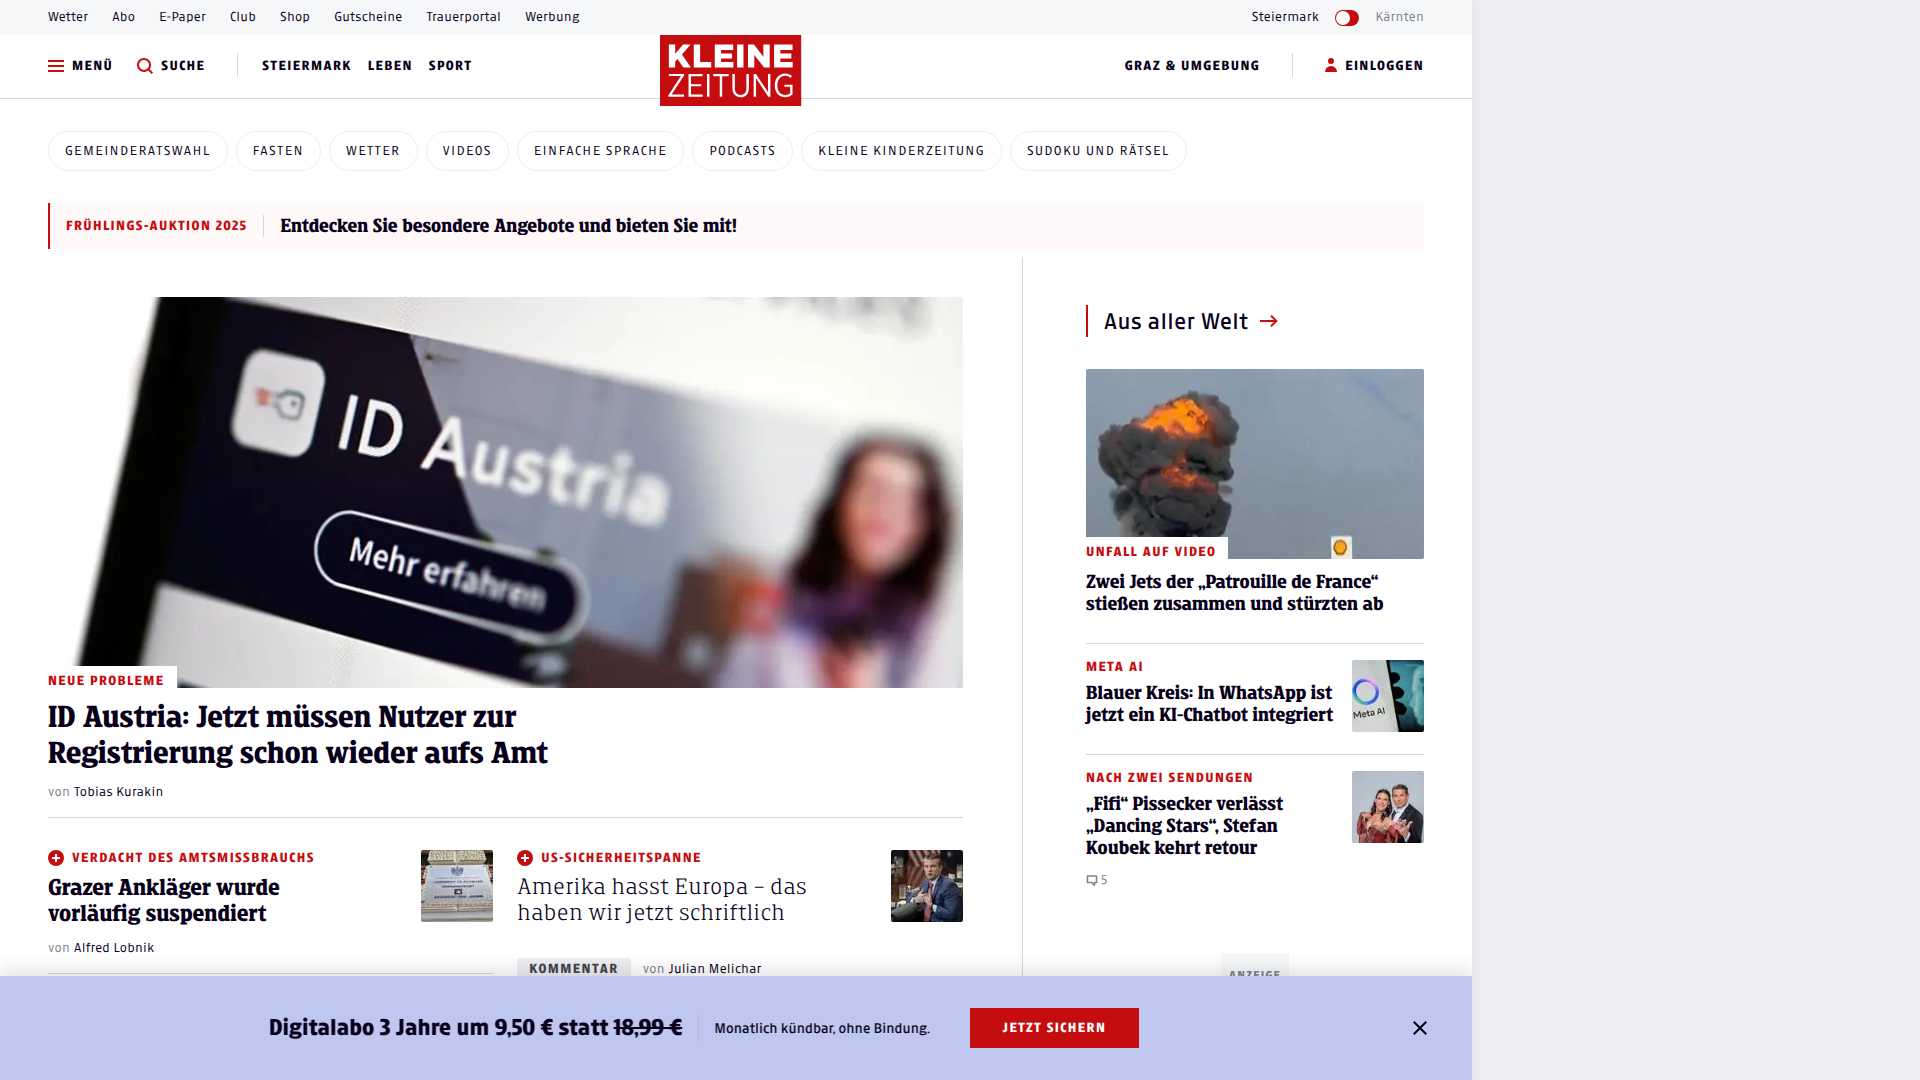 Wetter Abo E-Paper Club Shop Gutscheine Trauerportal Werbung Steiermark Kärnten
MENÜ SUCHE STEIERMARK LEBEN SPORT KLEINE ZEITUNG GRAZ & UMGEBUNG EINLOGGEN
GEMEINDERATSWAHL FASTEN WETTER VIDEOS EINFACHE SPRACHE PODCASTS KLEINE KINDERZEITUNG SUDOKU UND RÄTSEL
FRÜHLINGS-AUKTION 2025 Entdecken Sie besondere Angebote und bieten Sie mit!
ID Austria
Mehr erfahren
NEUE PROBLEME
ID Austria: Jetzt müssen Nutzer zur
Registrierung schon wieder aufs Amt
von Tobias Kurakin
VERDACHT DES AMTSMISSBRAUCHS
Grazer Ankläger wurde
vorläufig suspendiert
von Alfred Lobnik
US-SICHERHEITSPANNE
Amerika hasst Europa – das
haben wir jetzt schriftlich
KOMMENTAR von Julian Melichar
Aus aller Welt
UNFALL AUF VIDEO
Zwei Jets der „Patrouille de France“
stießen zusammen und stürzten ab
META AI
Blauer Kreis: In WhatsApp ist
jetzt ein KI-Chatbot integriert
Meta AI
NACH ZWEI SENDUNGEN
„Fifi“ Pissecker verlässt
„Dancing Stars“, Stefan
Koubek kehrt retour
5
ANZEIGE
Digitalabo 3 Jahre um 9,50 € statt 18,99 € Monatlich kündbar, ohne Bindung. JETZT SICHERN